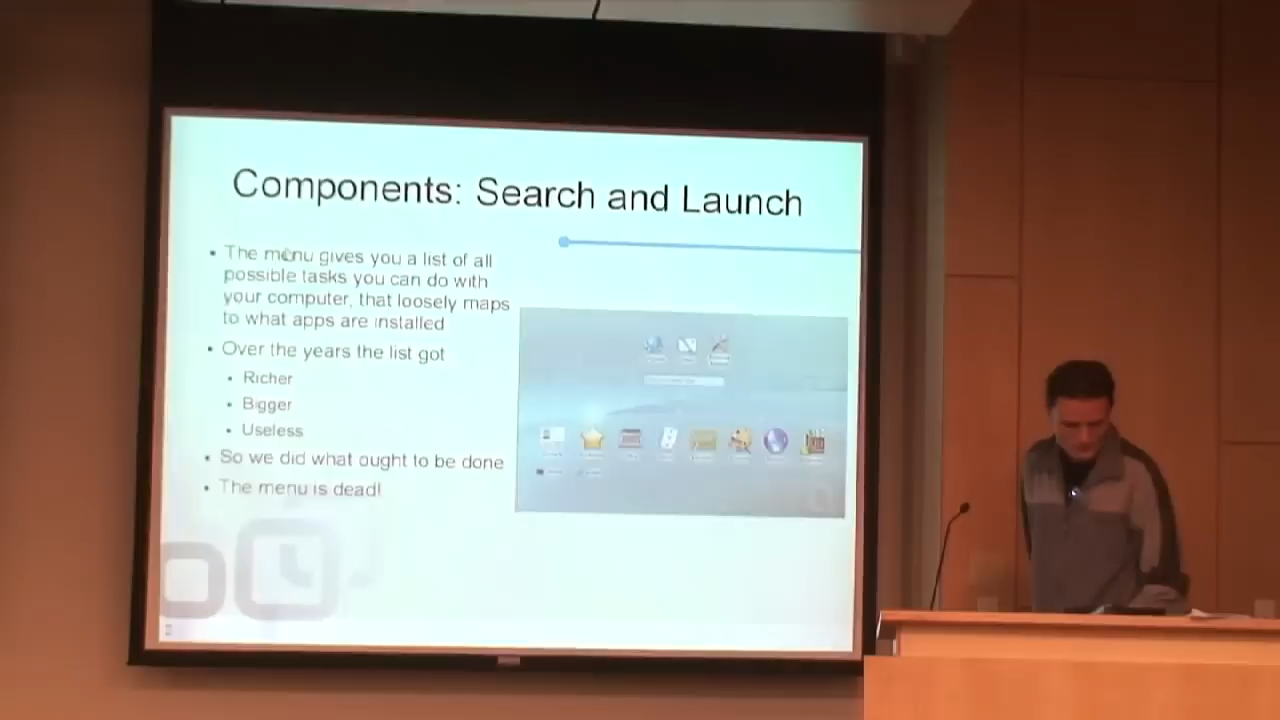 Components: Search and Launch
The menu gives you a list of all
possible tasks you can do with
your computer, that loosely maps
to what apps are installed
Over the years the list got
Richer
Bigger
Useless
So we did what ought to be done
The menu is dead!